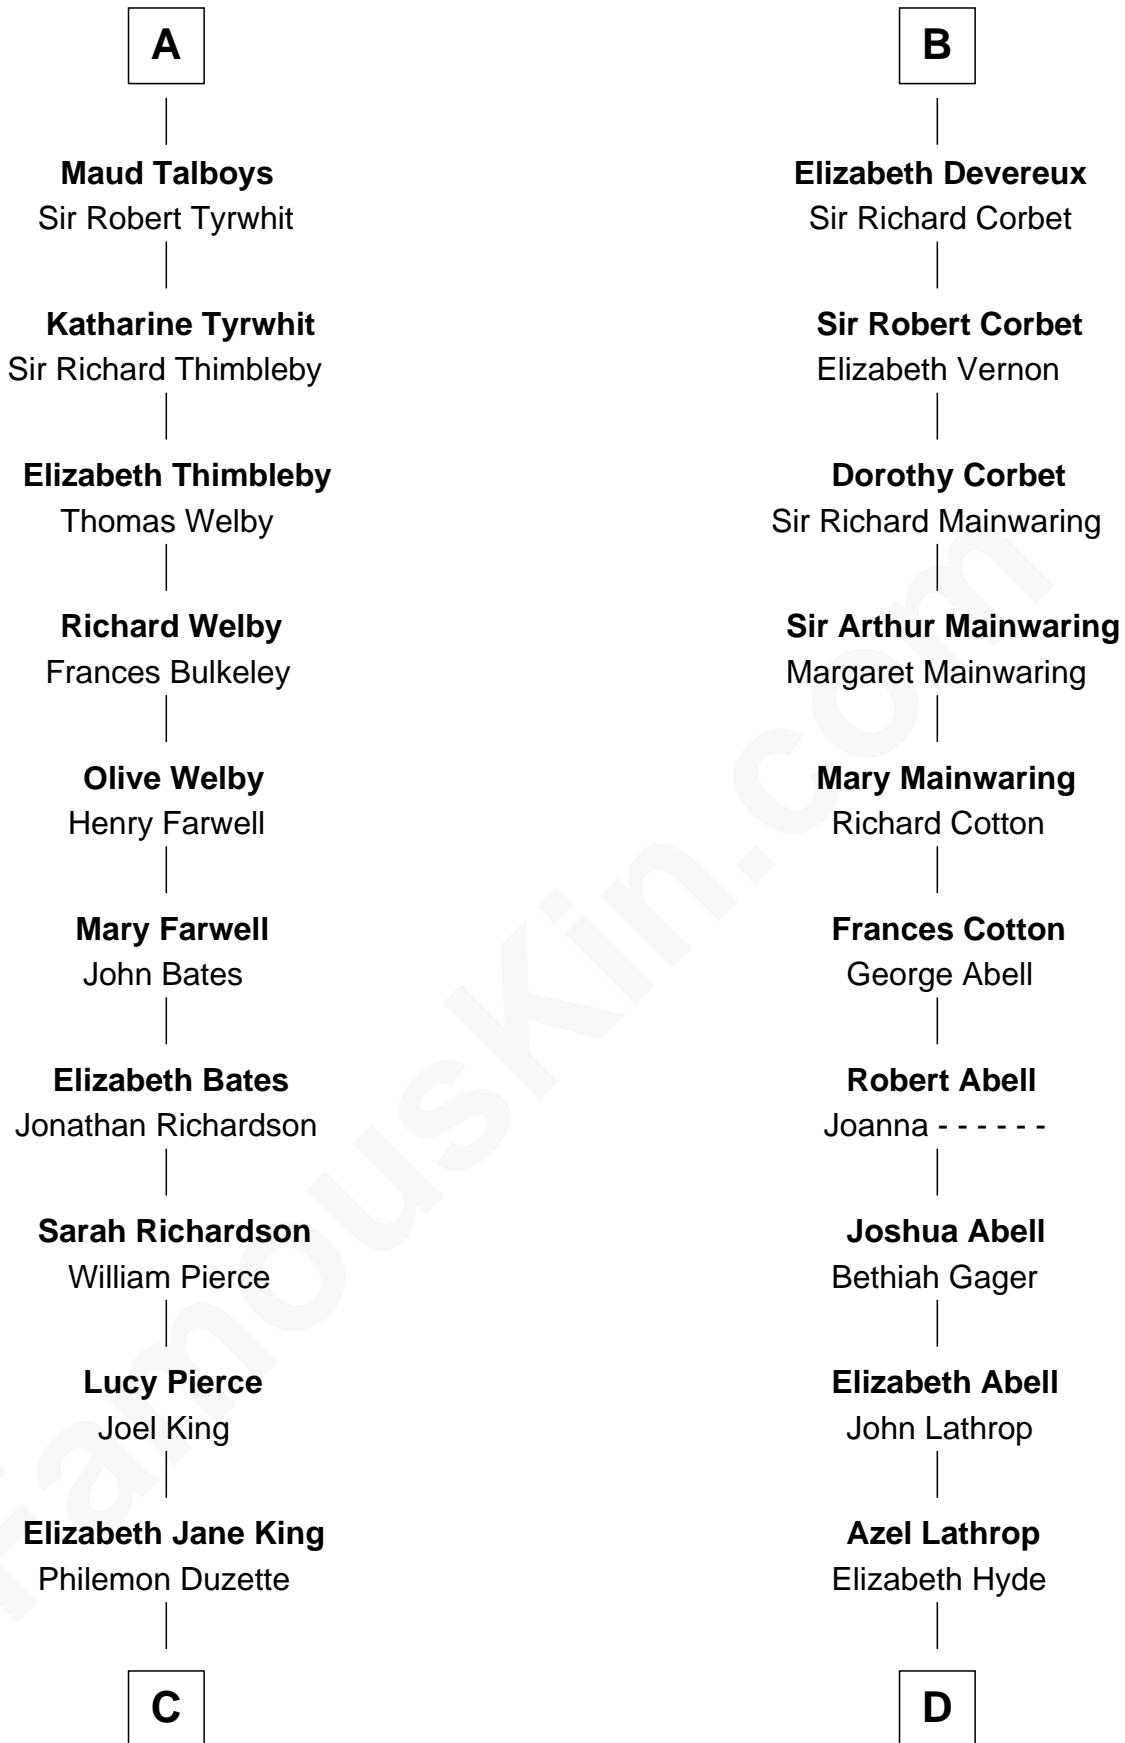 A
Maud Talboys
Sir Robert Tyrwhit
Katharine Tyrwhit
Sir Richard Thimbleby
Elizabeth Thimbleby
Thomas Welby
Richard Welby
Frances Bulkeley
Olive Welby
Henry Farwell
Mary Farwell
John Bates
Elizabeth Bates
Jonathan Richardson
Sarah Richardson
William Pierce
Lucy Pierce
Joel King
Elizabeth Jane King
Philemon Duzette
C
B
Elizabeth Devereux
Sir Richard Corbet
Sir Robert Corbet
Elizabeth Vernon
Dorothy Corbet
Sir Richard Mainwaring
Sir Arthur Mainwaring
Margaret Mainwaring
Mary Mainwaring
Richard Cotton
Frances Cotton
George Abell
Robert Abell
Joanna - - - - - -
Joshua Abell
Bethiah Gager
Elizabeth Abell
John Lathrop
Azel Lathrop
Elizabeth Hyde
D
FamousKin.com